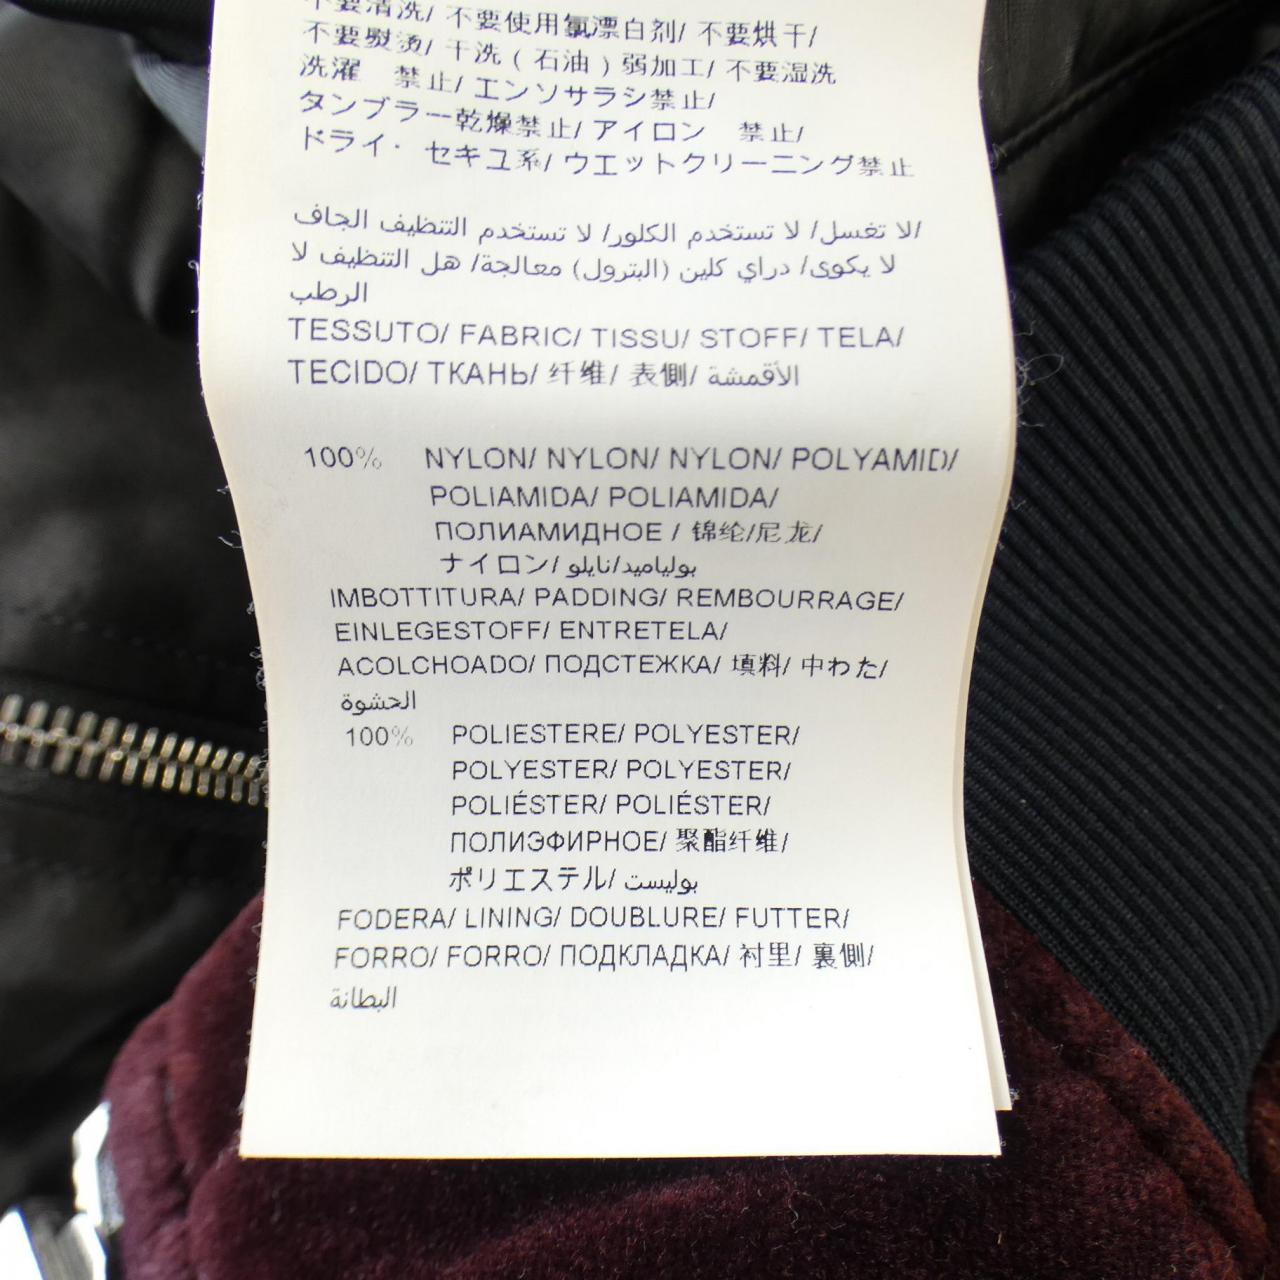 不要清洗/ 不要使用氯漂白剂/ 不要烘干/
不要熨烫/ 干洗 ( 石油 ) 弱加工/ 不要湿洗
洗濯　禁止/ エンソサラシ禁止/
タンブラー乾燥禁止/ アイロン　禁止/
ドライ・ セキユ系/ ウエットクリーニング禁止
لا تغسل/ لا تستخدم الكلور/ لا تستخدم التنظيف الجاف/
لا يكوى/ دراي كلين (البترول) معالجة/ هل التنظيف لا
الرطب
TESSUTO/ FABRIC/ TISSU/ STOFF/ TELA/
TECIDO/ ТКАНЬ/ 纤维/ 表側/ الأقمشة
100% NYLON/ NYLON/ NYLON/ POLYAMID/
POLIAMIDA/ POLIAMIDA/
ПОЛИАМИДНОЕ / 锦纶/尼龙/
ナイロン/ بولياميد/نايلو
IMBOTTITURA/ PADDING/ REMBOURRAGE/
EINLEGESTOFF/ ENTRETELA/
ACOLCHOADO/ ПОДСТЕЖКА/ 填料/ 中わた/
الحشوة
100% POLIESTERE/ POLYESTER/
POLYESTER/ POLYESTER/
POLIÉSTER/ POLIÉSTER/
ПОЛИЭФИРНОЕ/ 聚酯纤维/
ポリエステル/ بوليست
FODERA/ LINING/ DOUBLURE/ FUTTER/
FORRO/ FORRO/ ПОДКЛАДКА/ 衬里/ 裏側/
البطانة